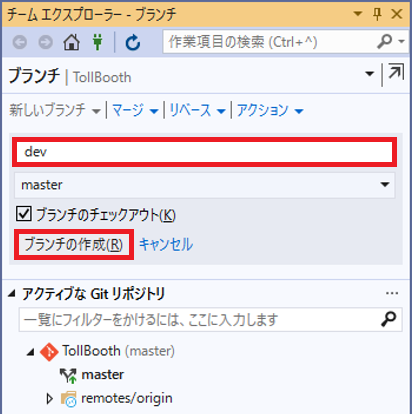 チーム エクスプローラー - ブランチ
作業項目の検索 (Ctrl+^)
ブランチ | TollBooth
新しいブランチ | マージ | リベース | アクション
dev
master
ブランチのチェックアウト(K)
ブランチの作成(R) キャンセル
アクティブな Git リポジトリ ...
一覧にフィルターをかけるには、ここに入力します
TollBooth (master)
master
remotes/origin